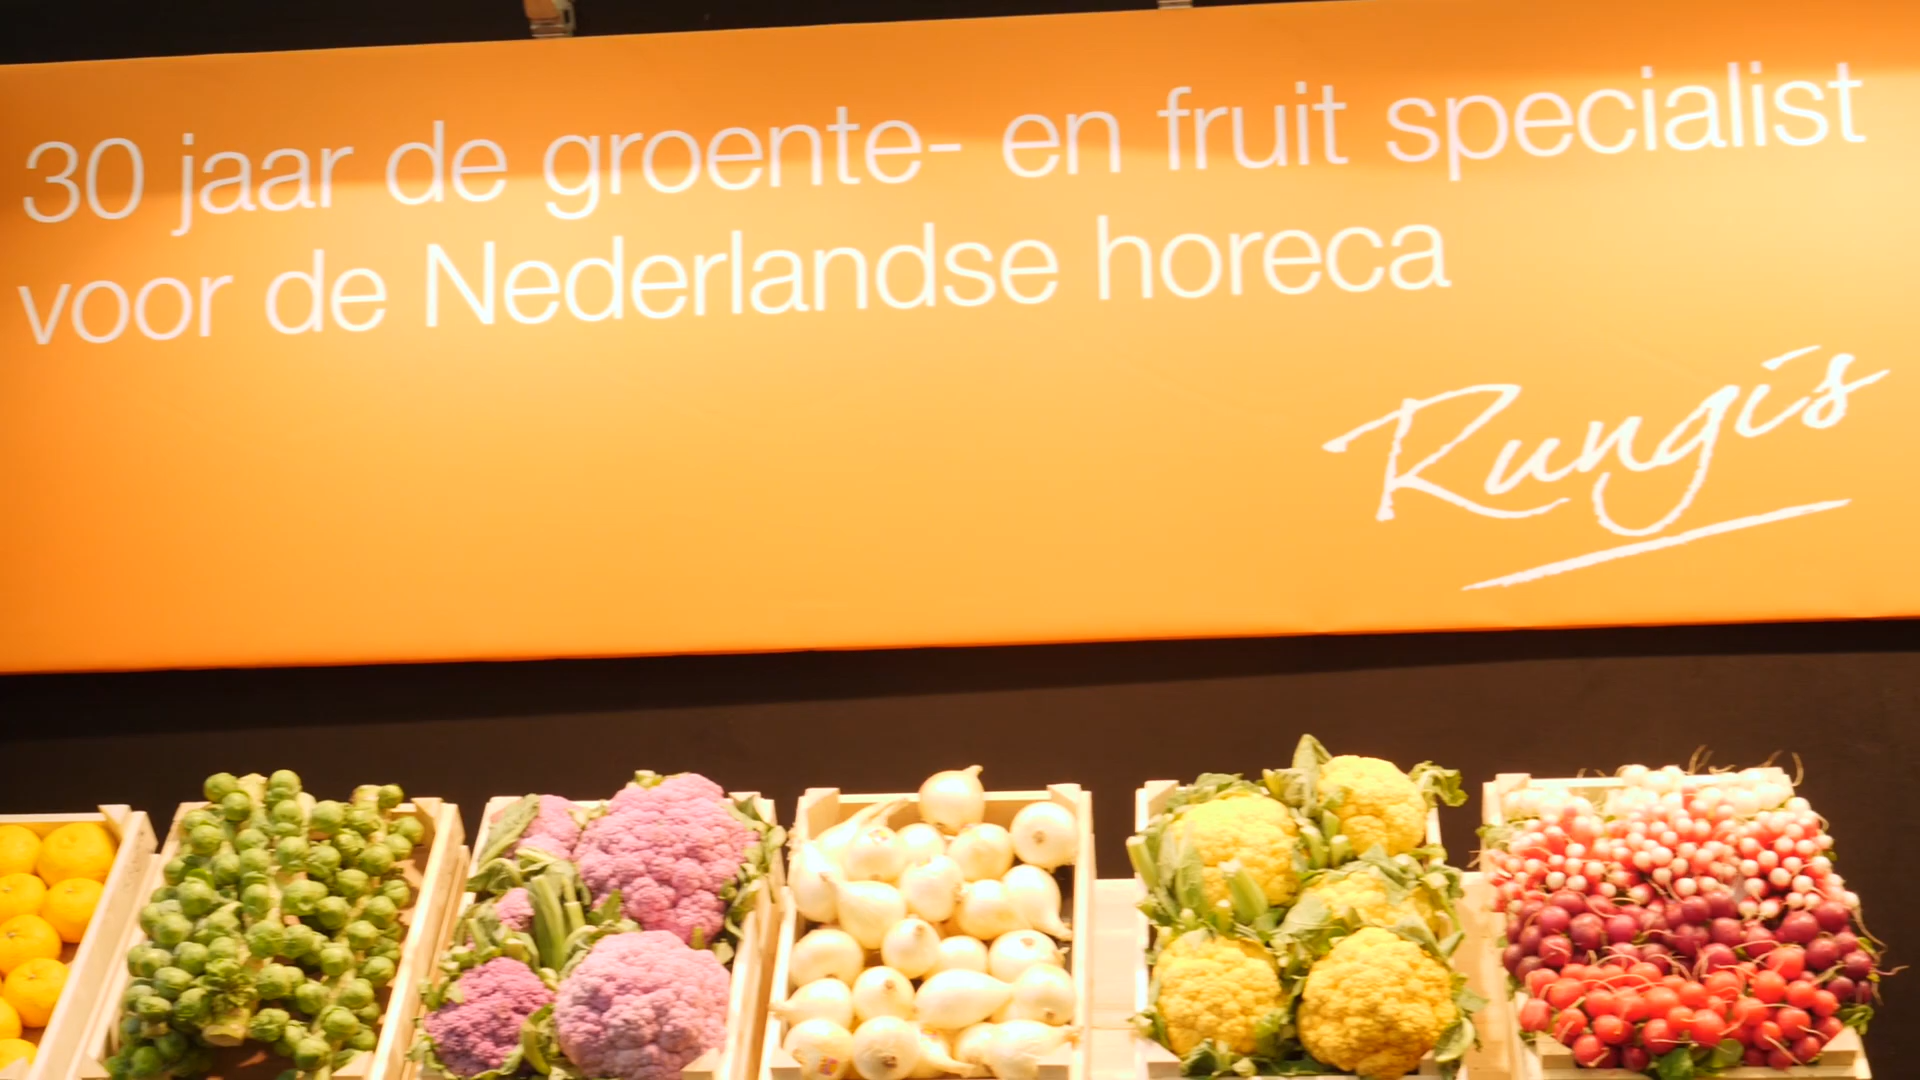 30 jaar de groente- en fruit specialist
voor de Nederlandse horeca
Rungis